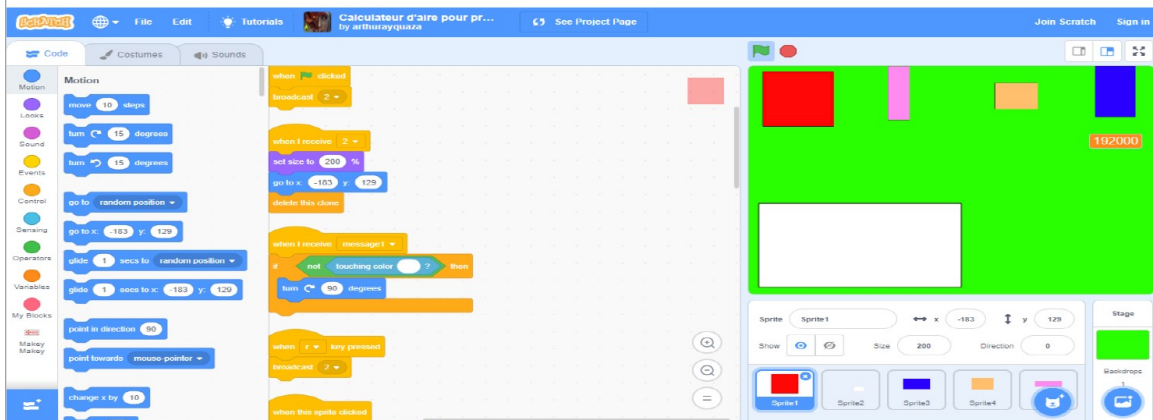 SCRATCH File Edit Tutorials Calculateur d'aire pour pr... by arthurayquaza See Project Page Join Scratch Sign in
Code Costumes Sounds
Motion
Looks
Sound
Events
Control
Sensing
Operators
Variables
My Blocks
Makey Makey
Motion
move 10 steps
turn 15 degrees
turn 15 degrees
go to random position
go to x: -183 y: 129
glide 1 secs to random position
glide 1 secs to x: -183 y: 129
point in direction 90
point towards mouse-pointer
change x by 10
when clicked
broadcast 2
when I receive 2
set size to 200 %
go to x: -183 y: 129
delete this clone
when I receive message1
if not touching color ? then
turn 90 degrees
when r key pressed
broadcast 2
when this sprite clicked
192000
Sprite Sprite1 x -183 y 129
Show Size 200 Direction 0
Sprite1 Sprite2 Sprite3 Sprite4
Stage
Backdrops
1